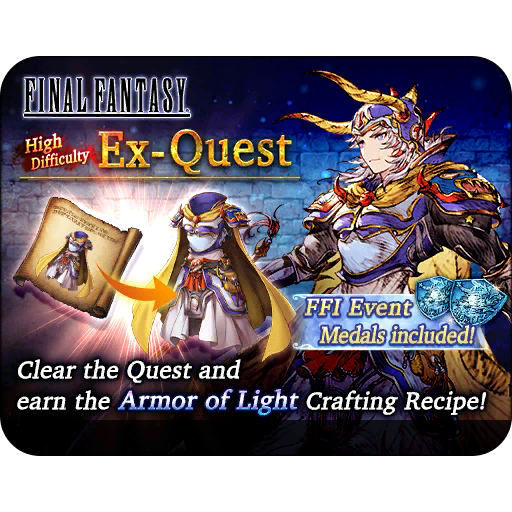 FINAL FANTASY
High
Difficulty
Ex-Quest
FFI Event
Medals included!
Clear the Quest and
earn the Armor of Light Crafting Recipe!